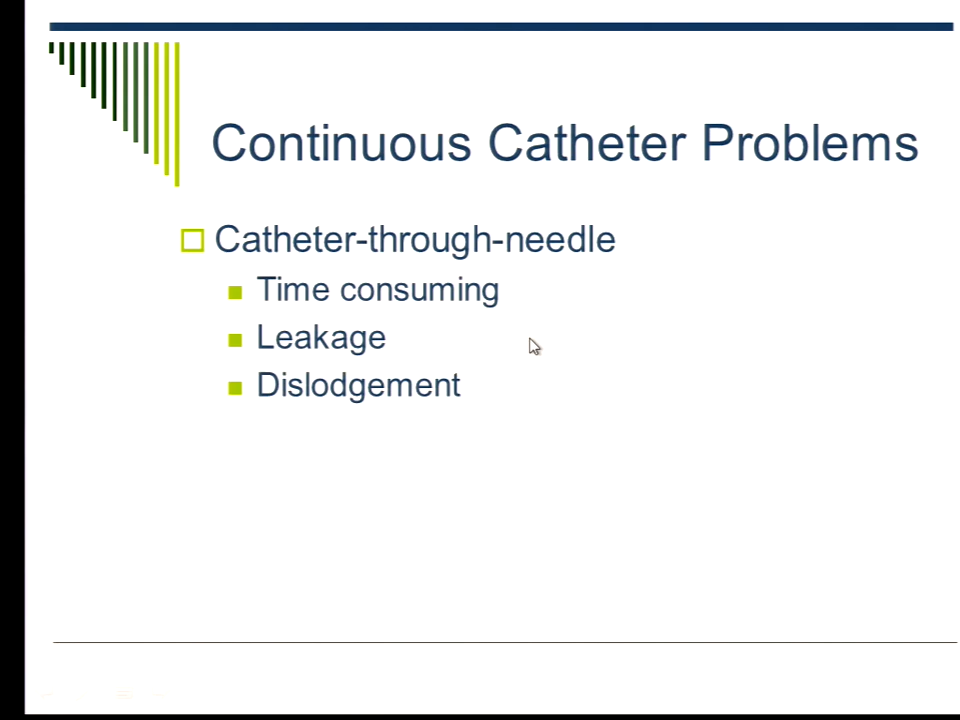 Continuous Catheter Problems
Catheter-through-needle
Time consuming
Leakage
Dislodgement